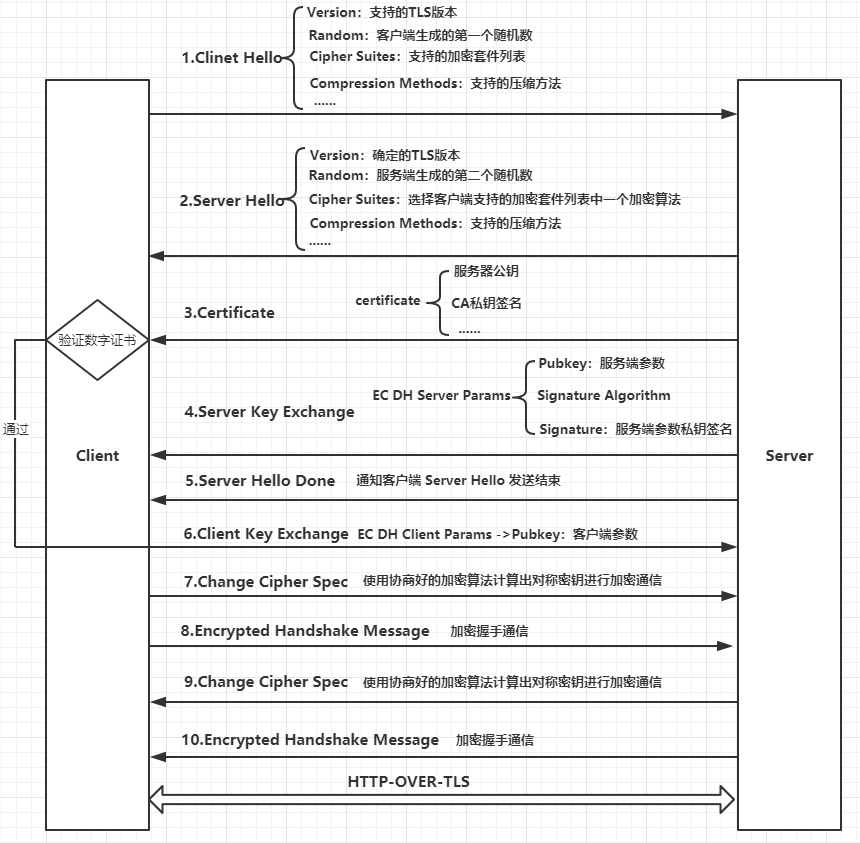 Version：支持的TLS版本
Random：客户端生成的第一个随机数
1.Clinet Hello
Cipher Suites：支持的加密套件列表
Compression Methods：支持的压缩方法
......
Version：确定的TLS版本
Random：服务端生成的第二个随机数
2.Server Hello
Cipher Suites：选择客户端支持的加密套件列表中一个加密算法
Compression Methods：支持的压缩方法
......
服务器公钥
3.Certificate
certificate
CA私钥签名
......
验证数字证书
Pubkey：服务端参数
EC DH Server Params
Signature Algorithm
4.Server Key Exchange
Signature：服务端参数私钥签名
通过
Client
Server
5.Server Hello Done 通知客户端 Server Hello 发送结束
6.Client Key Exchange EC DH Client Params ->Pubkey：客户端参数
7.Change Cipher Spec 使用协商好的加密算法计算出对称密钥进行加密通信
8.Encrypted Handshake Message 加密握手通信
9.Change Cipher Spec 使用协商好的加密算法计算出对称密钥进行加密通信
10.Encrypted Handshake Message 加密握手通信
HTTP-OVER-TLS